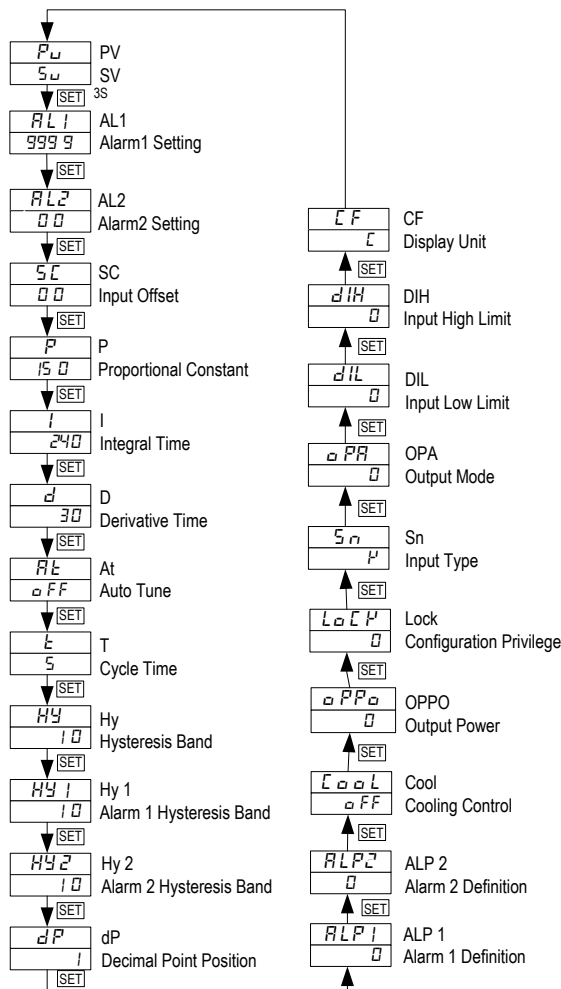 Pu PV
Su SV
SET 3S
AL1 AL1
9999 Alarm1 Setting
SET
AL2 AL2
00 Alarm2 Setting
SET
SC SC
00 Input Offset
SET
P P
150 Proportional Constant
SET
I I
240 Integral Time
SET
d D
30 Derivative Time
SET
At At
oFF Auto Tune
SET
t T
5 Cycle Time
SET
HY Hy
10 Hysteresis Band
SET
HY1 Hy 1
10 Alarm 1 Hysteresis Band
SET
HY2 Hy 2
10 Alarm 2 Hysteresis Band
SET
dP dP
1 Decimal Point Position
SET
CF CF
C Display Unit
SET
dIH DIH
0 Input High Limit
SET
dIL DIL
0 Input Low Limit
SET
oPA OPA
0 Output Mode
SET
Sn Sn
K Input Type
SET
LoCK Lock
0 Configuration Privilege
SET
oPPo OPPO
0 Output Power
SET
CooL Cool
oFF Cooling Control
SET
ALP2 ALP 2
0 Alarm 2 Definition
SET
ALP1 ALP 1
0 Alarm 1 Definition